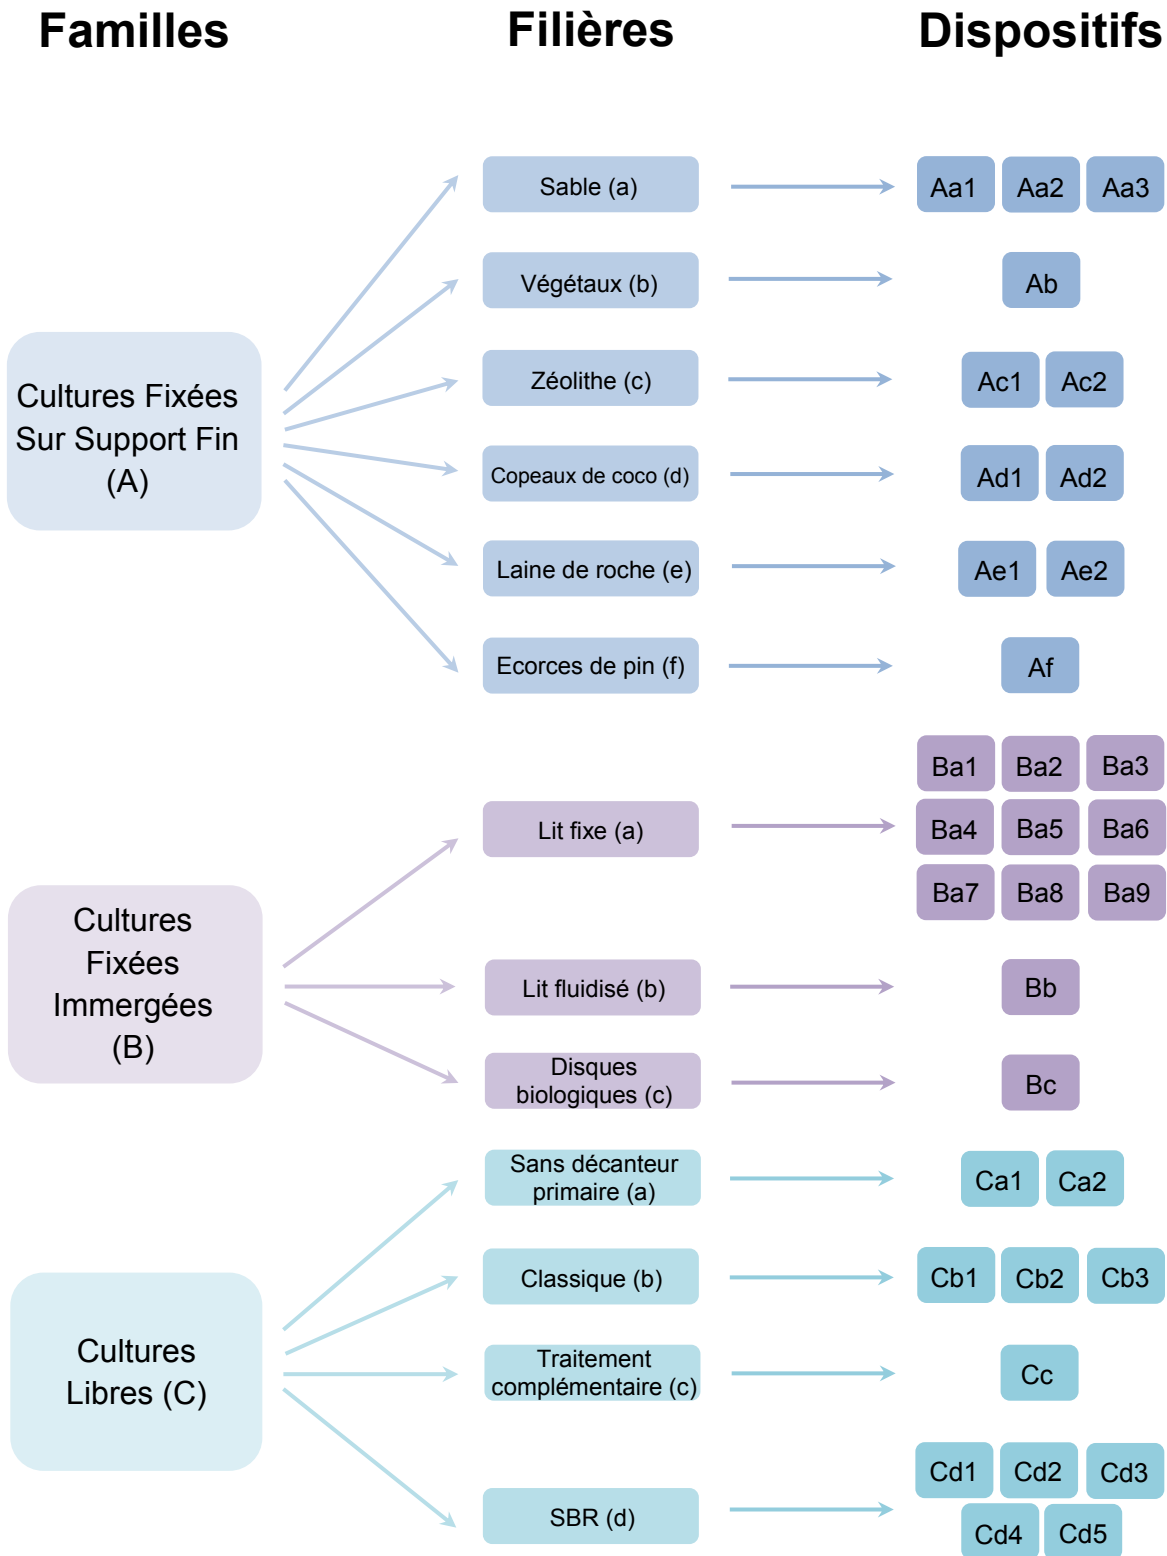 Familles
Filières
Dispositifs
Cultures Fixées
Sur Support Fin
(A)
Sable (a)
Aa1
Aa2
Aa3
Végétaux (b)
Ab
Zéolithe (c)
Ac1
Ac2
Copeaux de coco (d)
Ad1
Ad2
Laine de roche (e)
Ae1
Ae2
Ecorces de pin (f)
Af
Cultures
Fixées
Immergées
(B)
Lit fixe (a)
Ba1
Ba2
Ba3
Ba4
Ba5
Ba6
Ba7
Ba8
Ba9
Lit fluidisé (b)
Bb
Disques
biologiques (c)
Bc
Cultures
Libres (C)
Sans décanteur
primaire (a)
Ca1
Ca2
Classique (b)
Cb1
Cb2
Cb3
Traitement
complémentaire (c)
Cc
SBR (d)
Cd1
Cd2
Cd3
Cd4
Cd5